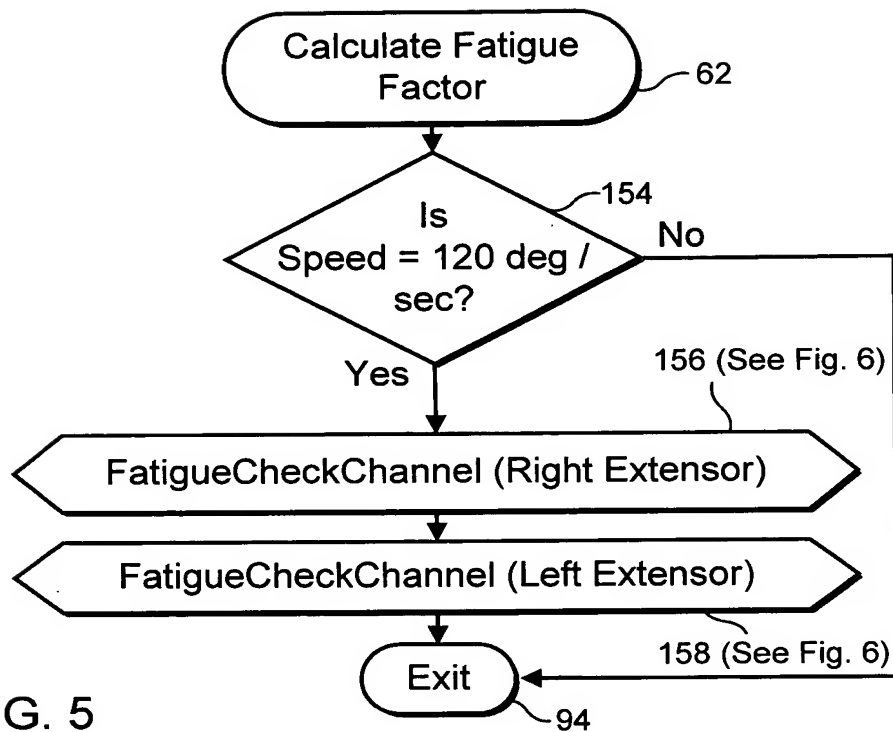 Calculate Fatigue
Factor
62
154
Is
Speed = 120 deg /
sec?
No
Yes
156 (See Fig. 6)
FatigueCheckChannel (Right Extensor)
FatigueCheckChannel (Left Extensor)
158 (See Fig. 6)
Exit
94
G. 5